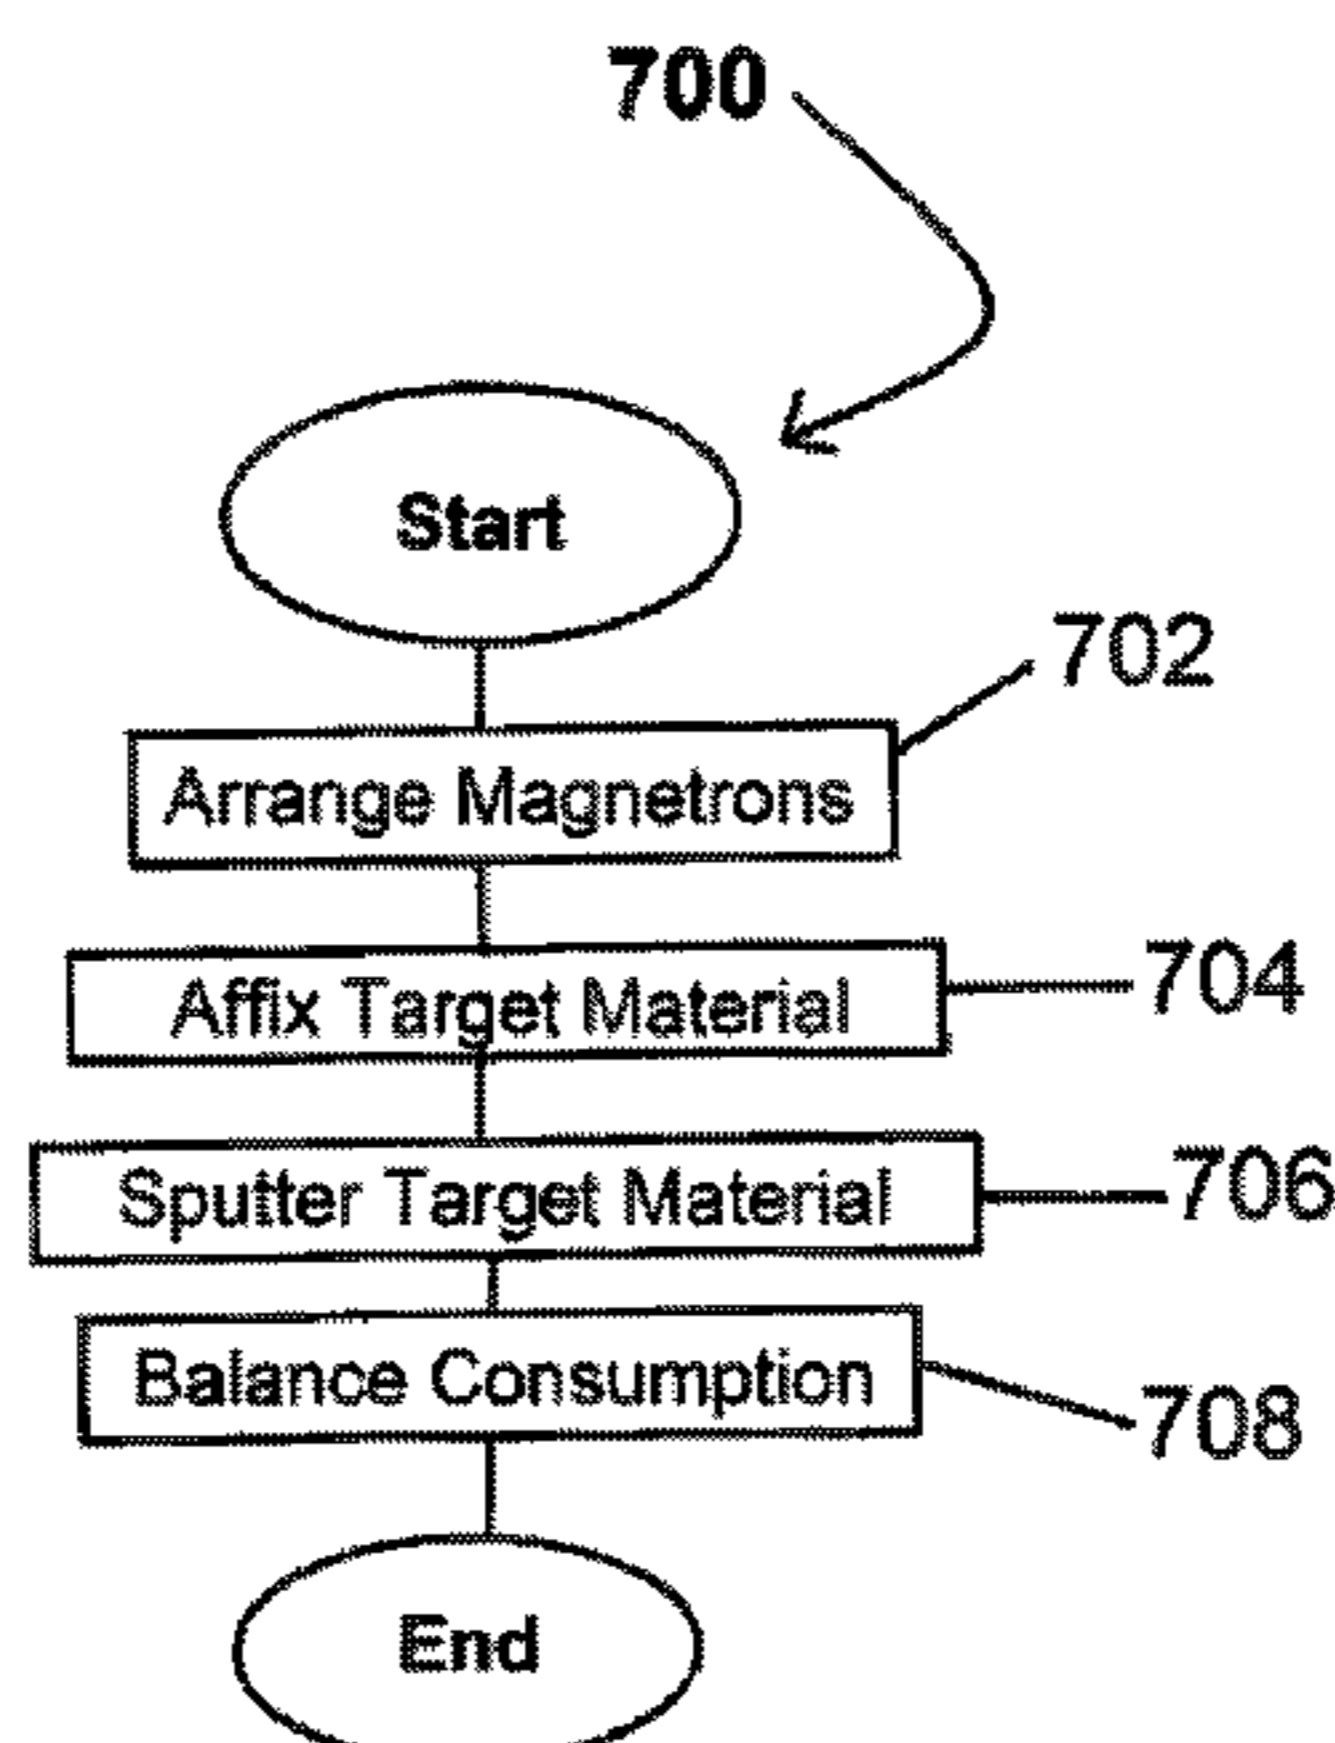 700
Start
702
Arrange Magnetrons
704
Affix Target Material
706
Sputter Target Material
Balance Consumption
708
End